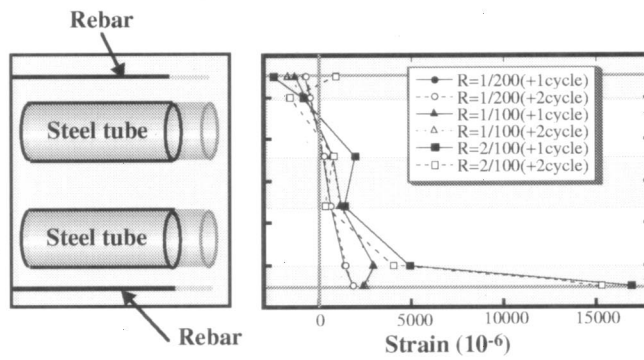 Rebar
Steel tube
Steel tube
Rebar
R=1/200(+1cycle)
R=1/200(+2cycle)
R=1/100(+1cycle)
R=1/100(+2cycle)
R=2/100(+1cycle)
R=2/100(+2cycle)
0 5000 10000 15000
Strain (10⁻⁶)